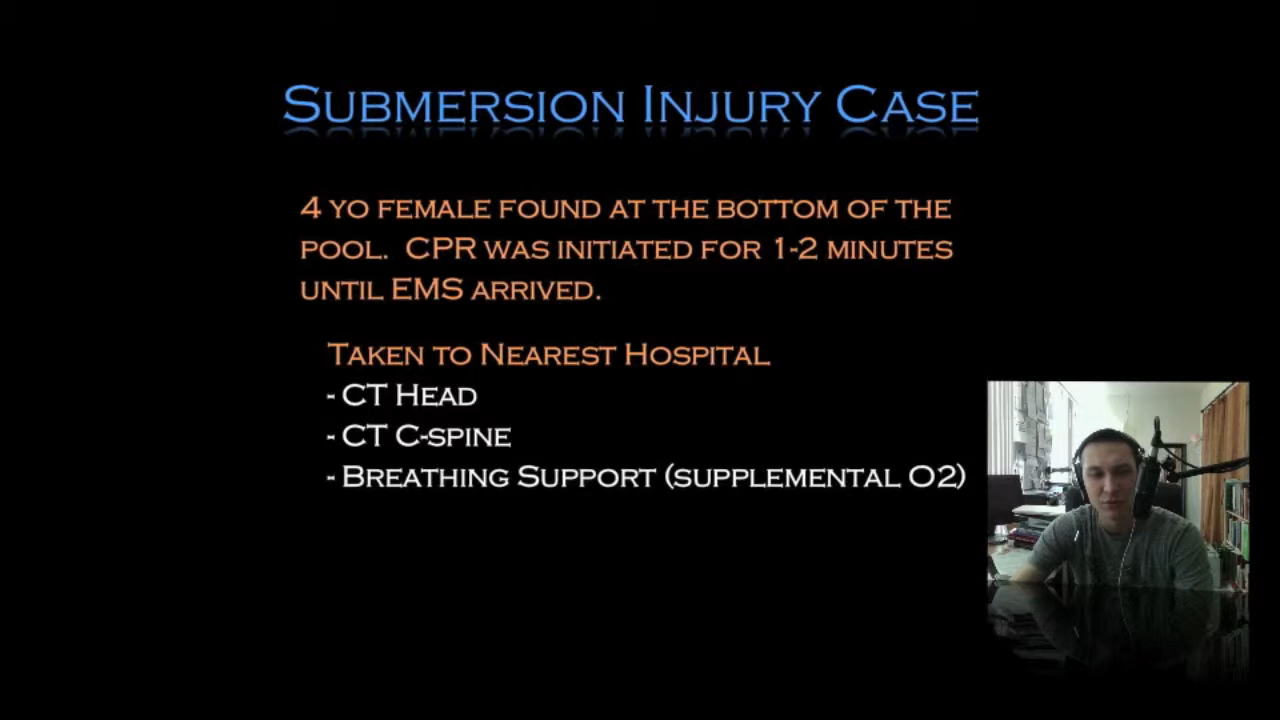 Submersion Injury Case
4 yo female found at the bottom of the
pool. CPR was initiated for 1-2 minutes
until EMS arrived.
Taken to Nearest Hospital
- CT Head
- CT C-spine
- Breathing Support (supplemental O2)